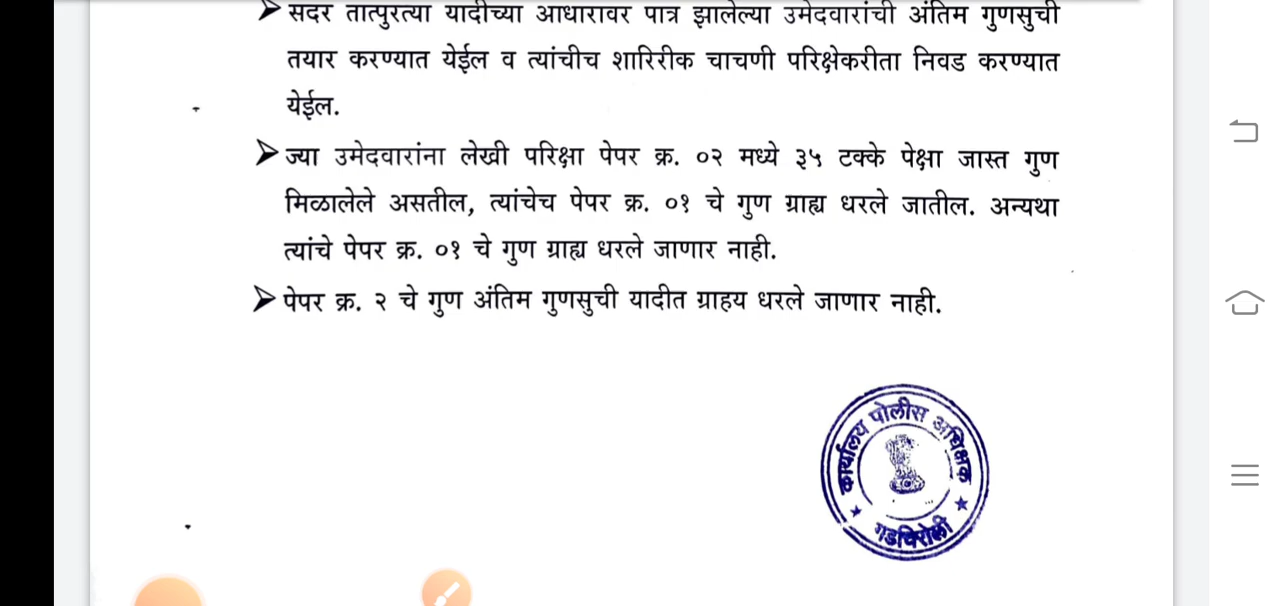 ➤ सदर तात्पुरत्या यादीच्या आधारावर पात्र झालेल्या उमेदवारांची अंतिम गुणसुची
तयार करण्यात येईल व त्यांचीच शारिरीक चाचणी परिक्षेकरीता निवड करण्यात
येईल.
➤ ज्या उमेदवारांना लेखी परिक्षा पेपर क्र. ०२ मध्ये ३५ टक्के पेक्षा जास्त गुण
मिळालेले असतील, त्यांचेच पेपर क्र. ०१ चे गुण ग्राह्य धरले जातील. अन्यथा
त्यांचे पेपर क्र. ०१ चे गुण ग्राह्य धरले जाणार नाही.
➤ पेपर क्र. २ चे गुण अंतिम गुणसुची यादीत ग्राहय धरले जाणार नाही.
कार्यालय पोलीस अधिक्षक
★ गडचिरोली ★